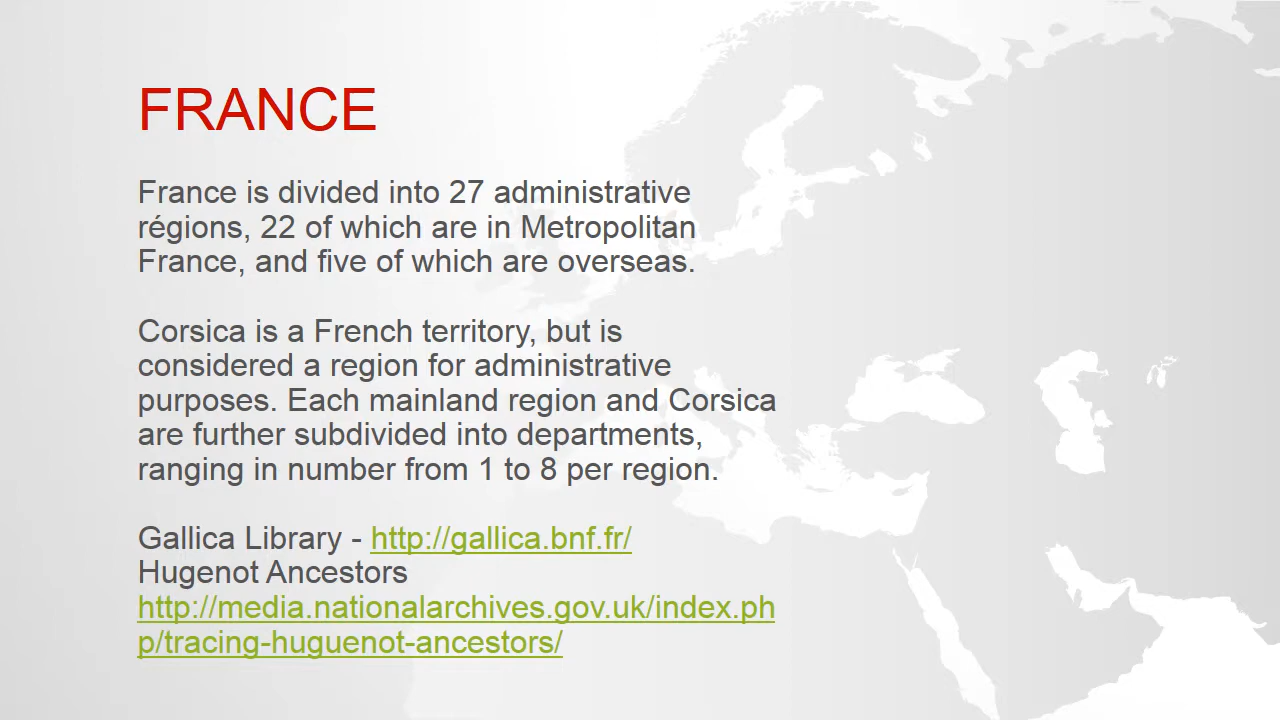 FRANCE
France is divided into 27 administrative
régions, 22 of which are in Metropolitan
France, and five of which are overseas.
Corsica is a French territory, but is
considered a region for administrative
purposes. Each mainland region and Corsica
are further subdivided into departments,
ranging in number from 1 to 8 per region.
Gallica Library - http://gallica.bnf.fr/
Hugenot Ancestors
http://media.nationalarchives.gov.uk/index.ph
p/tracing-huguenot-ancestors/